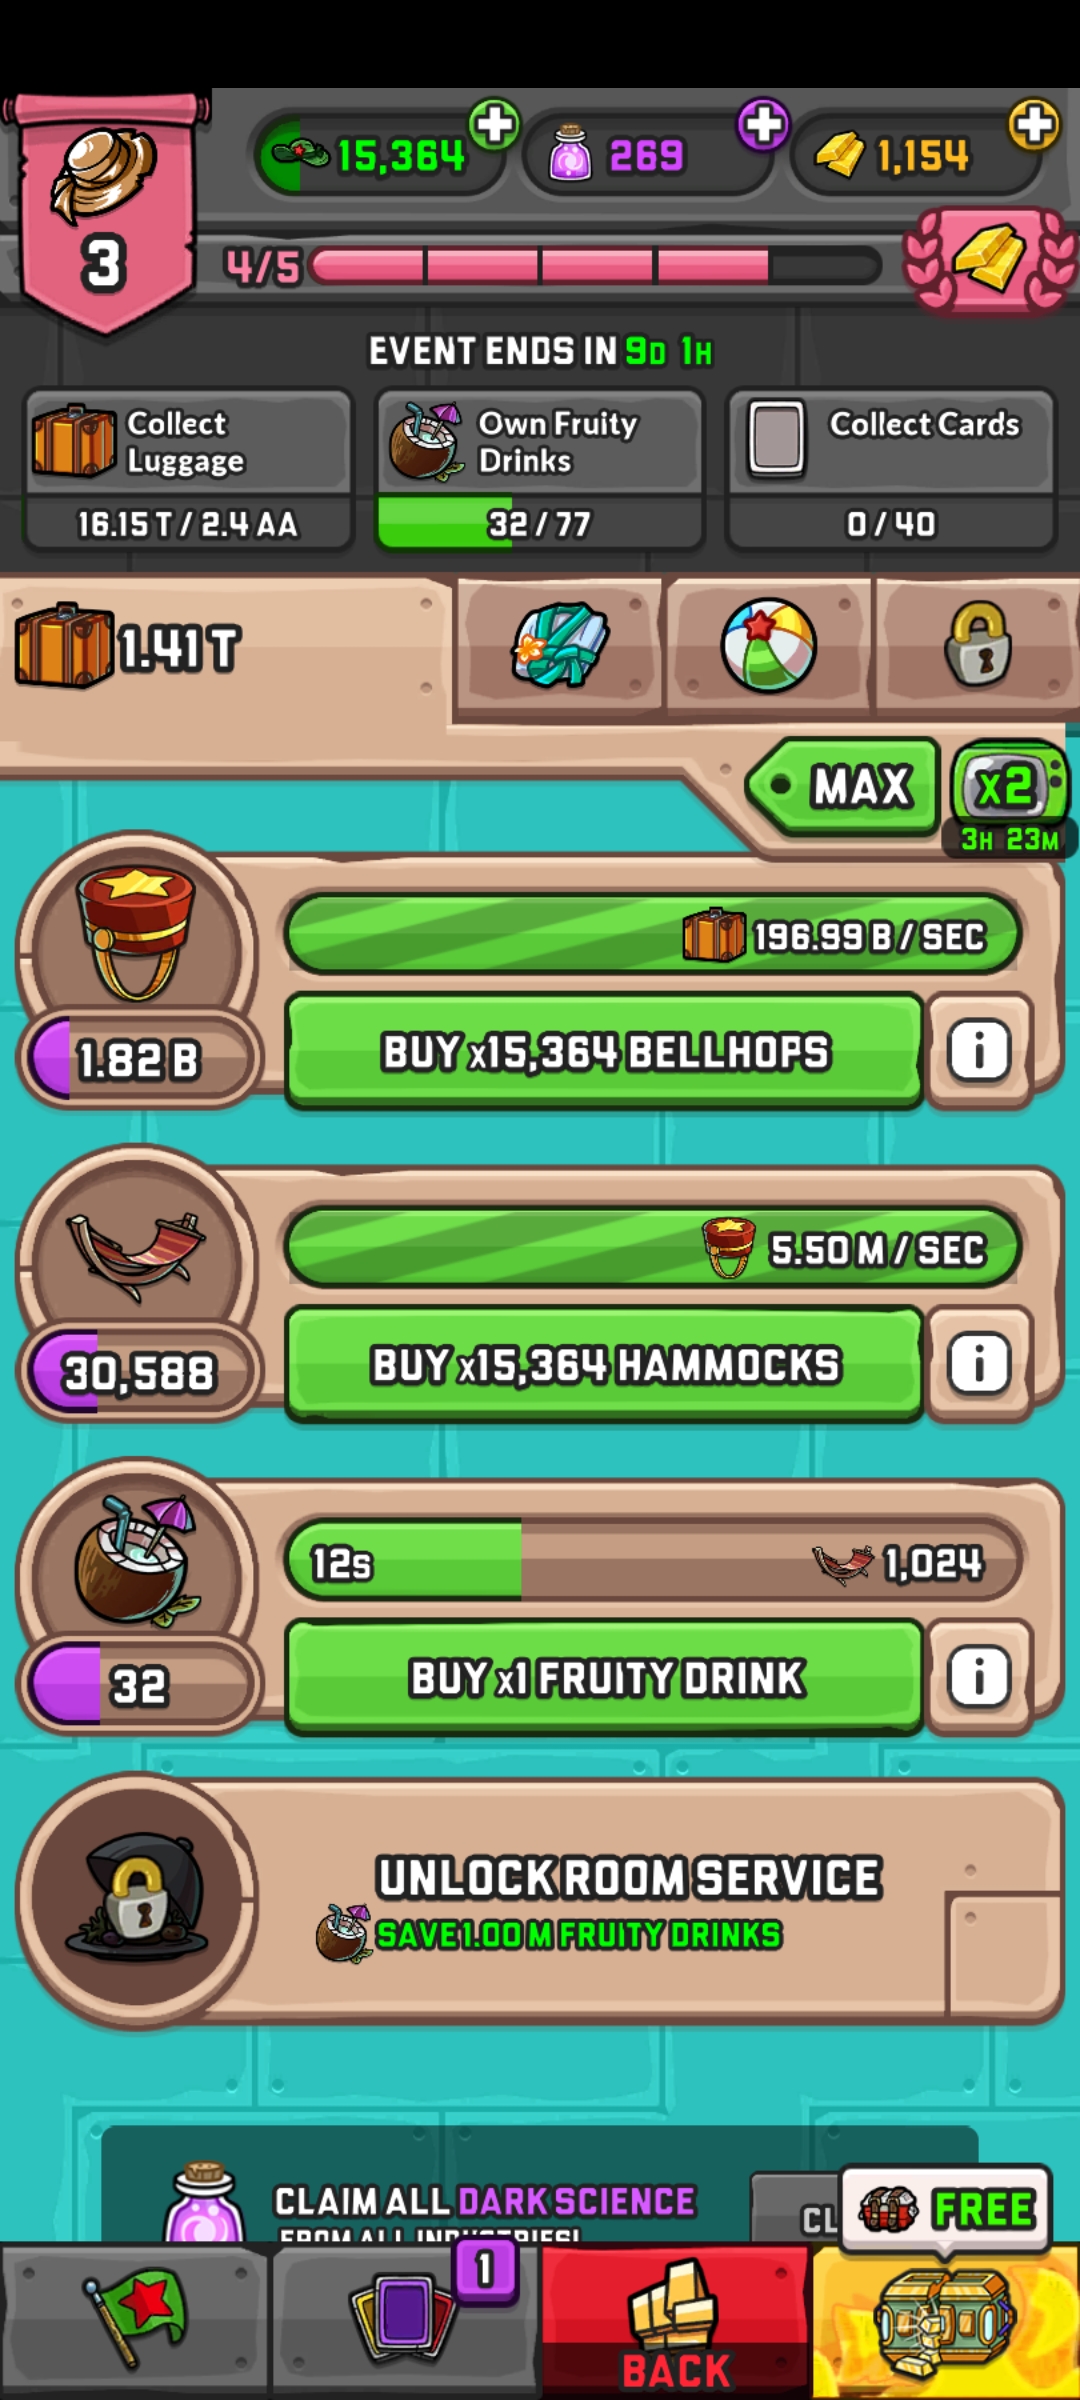 15,364
269
1,154
3
4/5
EVENT ENDS IN 9D 1H
Collect
Luggage
Own Fruity
Drinks
Collect Cards
16.15 T / 2.4 AA
32 / 77
0 / 40
1.41 T
MAX
x2
3H 23M
196.99 B / SEC
1.82 B
BUY x15,364 BELLHOPS
i
5.50 M / SEC
30,588
BUY x15,364 HAMMOCKS
i
12s
1,024
32
BUY x1 FRUITY DRINK
i
UNLOCK ROOM SERVICE
SAVE 1.00 M FRUITY DRINKS
CLAIM ALL DARK SCIENCE
FROM ALL INDUSTRIES!
CL
FREE
1
BACK